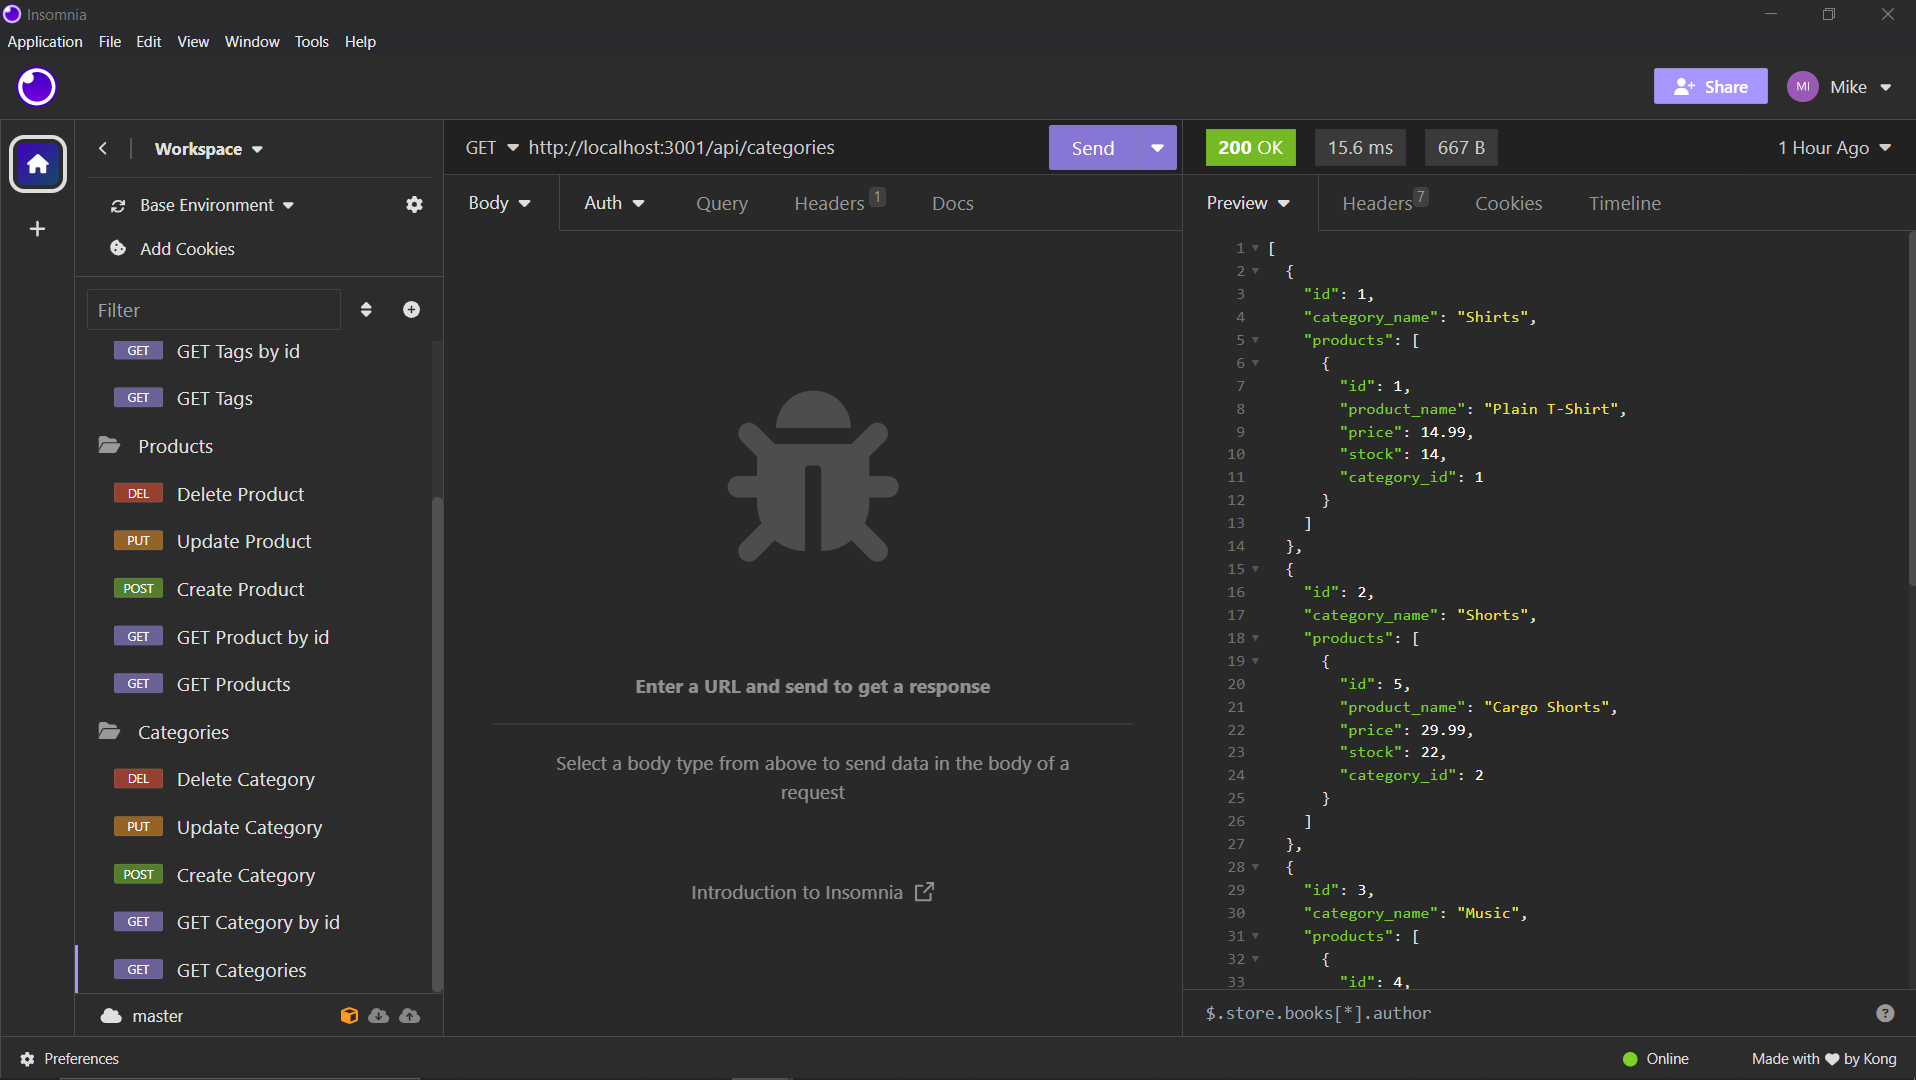 Insomnia
Application File Edit View Window Tools Help
Share MI Mike
Workspace
Base Environment
Add Cookies
Filter
GET GET Tags by id
GET GET Tags
Products
DEL Delete Product
PUT Update Product
POST Create Product
GET GET Product by id
GET GET Products
Categories
DEL Delete Category
PUT Update Category
POST Create Category
GET GET Category by id
GET GET Categories
master
GET http://localhost:3001/api/categories Send
Body Auth Query Headers 1 Docs
Enter a URL and send to get a response
Select a body type from above to send data in the body of a
request
Introduction to Insomnia
200 OK 15.6 ms 667 B 1 Hour Ago
Preview Headers 7 Cookies Timeline
1 [
2 {
3 "id": 1,
4 "category_name": "Shirts",
5 "products": [
6 {
7 "id": 1,
8 "product_name": "Plain T-Shirt",
9 "price": 14.99,
10 "stock": 14,
11 "category_id": 1
12 }
13 ]
14 },
15 {
16 "id": 2,
17 "category_name": "Shorts",
18 "products": [
19 {
20 "id": 5,
21 "product_name": "Cargo Shorts",
22 "price": 29.99,
23 "stock": 22,
24 "category_id": 2
25 }
26 ]
27 },
28 {
29 "id": 3,
30 "category_name": "Music",
31 "products": [
32 {
33 "id": 4,
$.store.books[*].author ?
Preferences
Online Made with ❤ by Kong